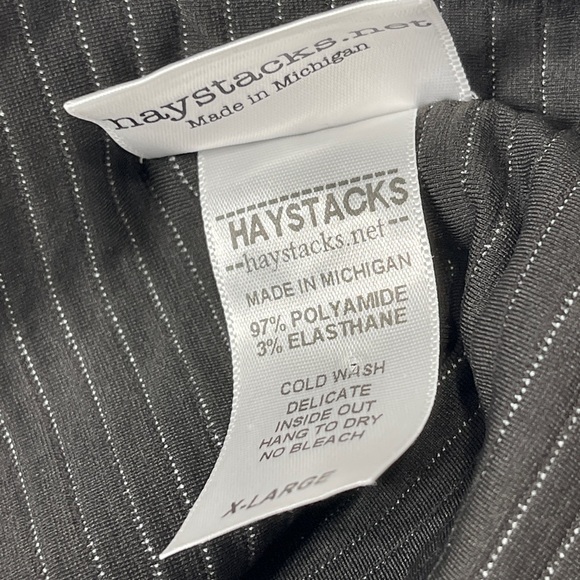 haystacks.net
Made in Michigan
HAYSTACKS
haystacks.net
MADE IN MICHIGAN
97% POLYAMIDE
3% ELASTHANE
COLD WASH
DELICATE
INSIDE OUT
HANG TO DRY
NO BLEACH
X-LARGE